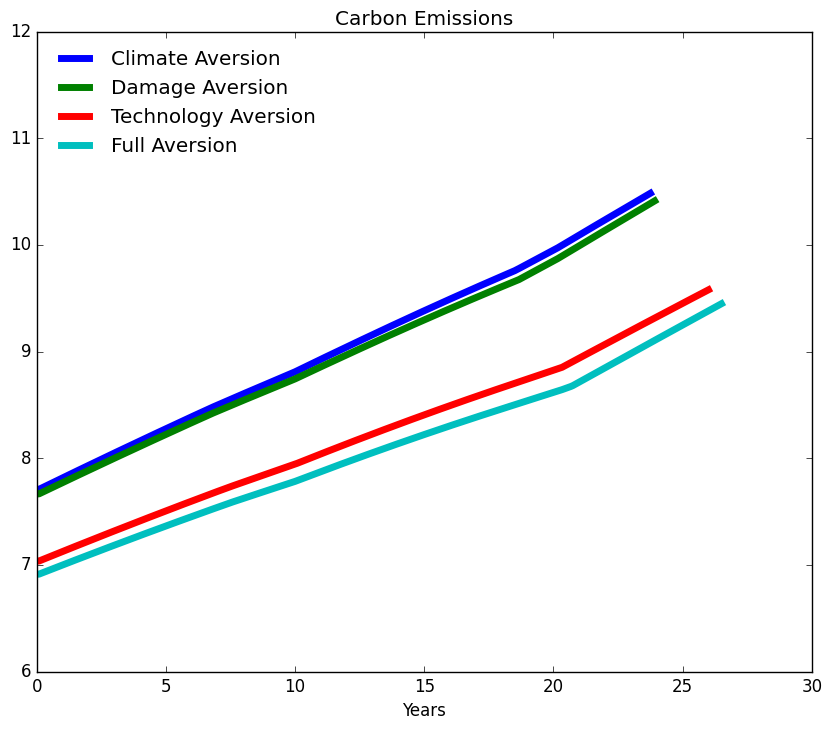 Carbon Emissions
12
11
10
9
8
7
6
Climate Aversion
Damage Aversion
Technology Aversion
Full Aversion
0 5 10 15 20 25 30
Years